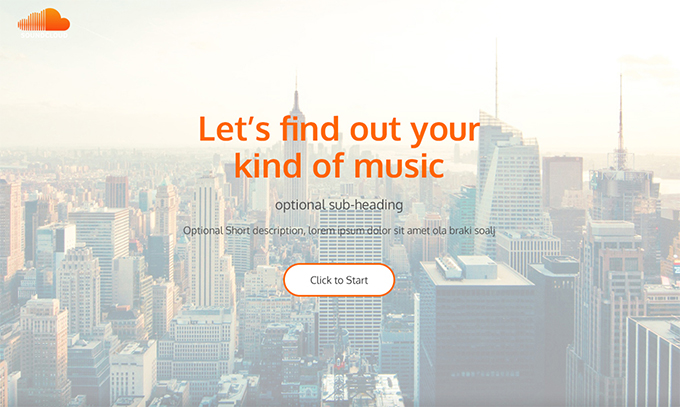 Let's find out your
kind of music
optional sub-heading
Optional Short description, lorem ipsum dolor sit amet ola braki soalj
Click to Start